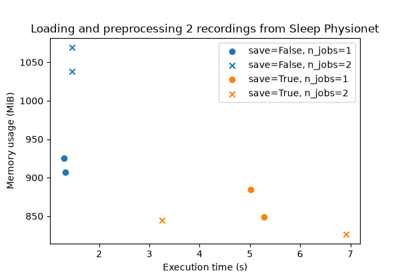 Loading and preprocessing 2 recordings from Sleep Physionet
save=False, n_jobs=1
save=False, n_jobs=2
save=True, n_jobs=1
save=True, n_jobs=2
Memory usage (MiB)
1050
1000
950
900
850
2 3 4 5 6 7
Execution time (s)